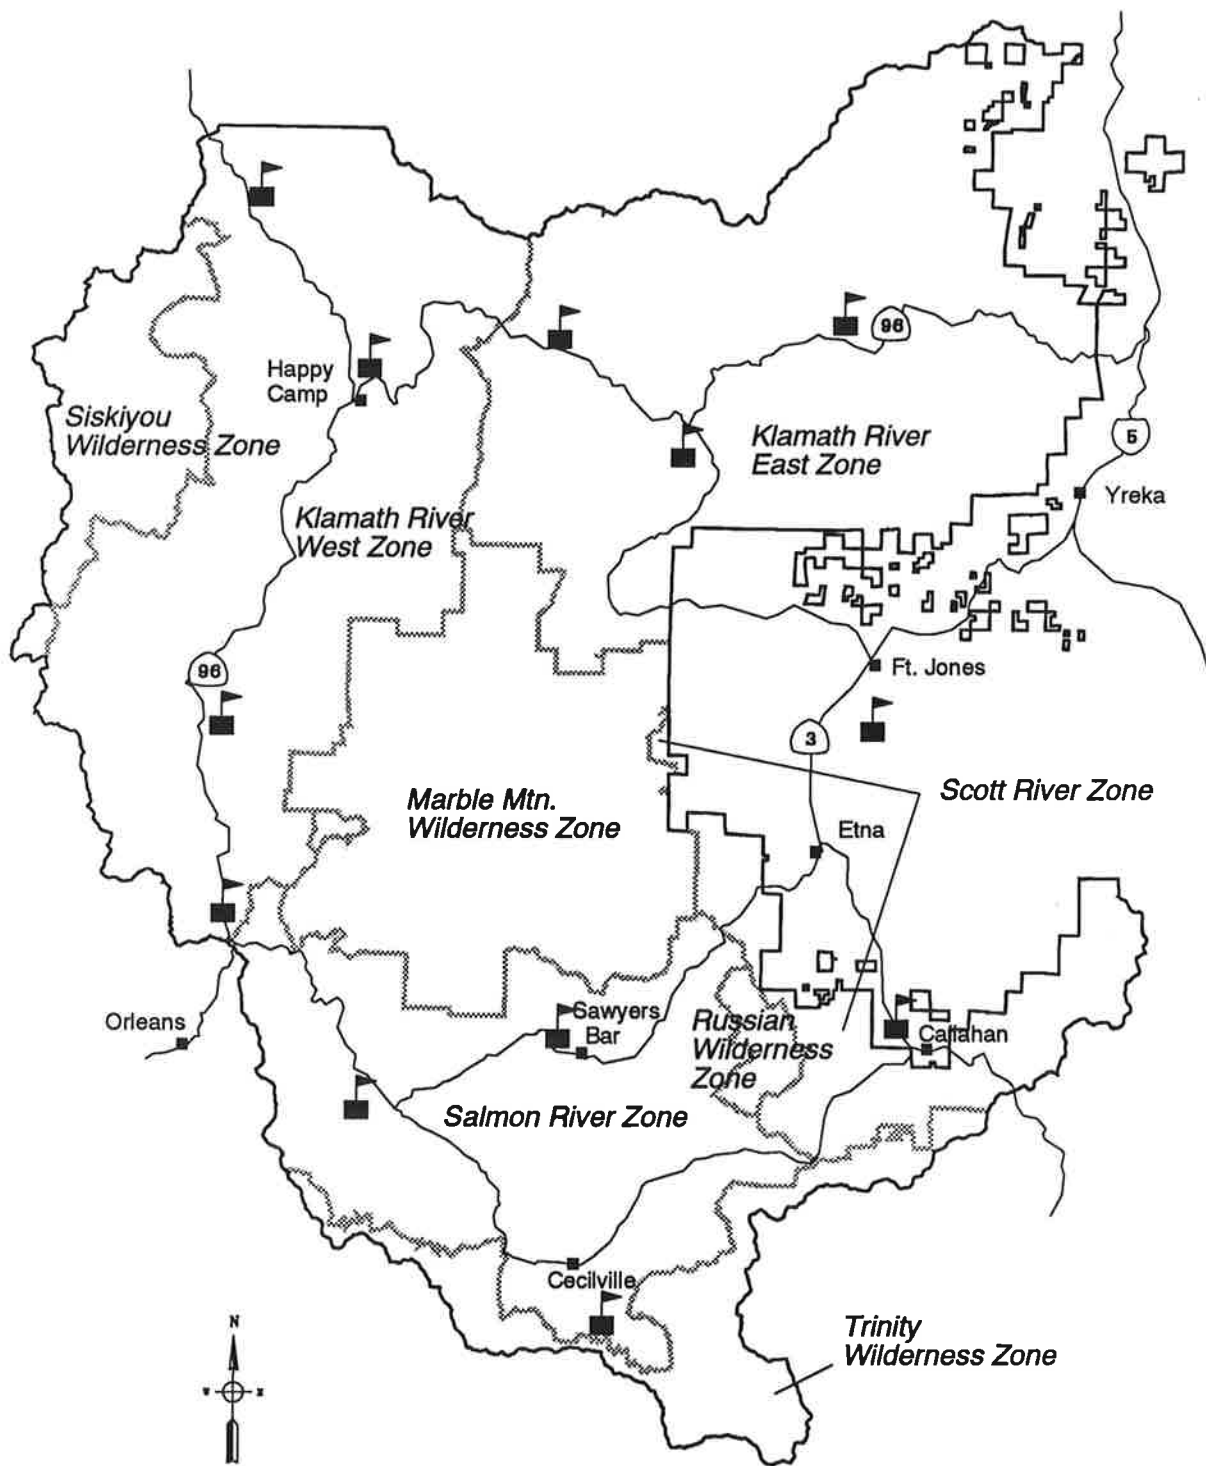 96
Happy
Camp
Siskiyou
Wilderness Zone
Klamath River
East Zone
5
Yreka
Klamath River
West Zone
96
Ft. Jones
3
Marble Mtn.
Wilderness Zone
Scott River Zone
Etna
Orleans
Sawyers
Bar
Russian
Wilderness
Zone
Callahan
Salmon River Zone
Cecilville
Trinity
Wilderness Zone
N